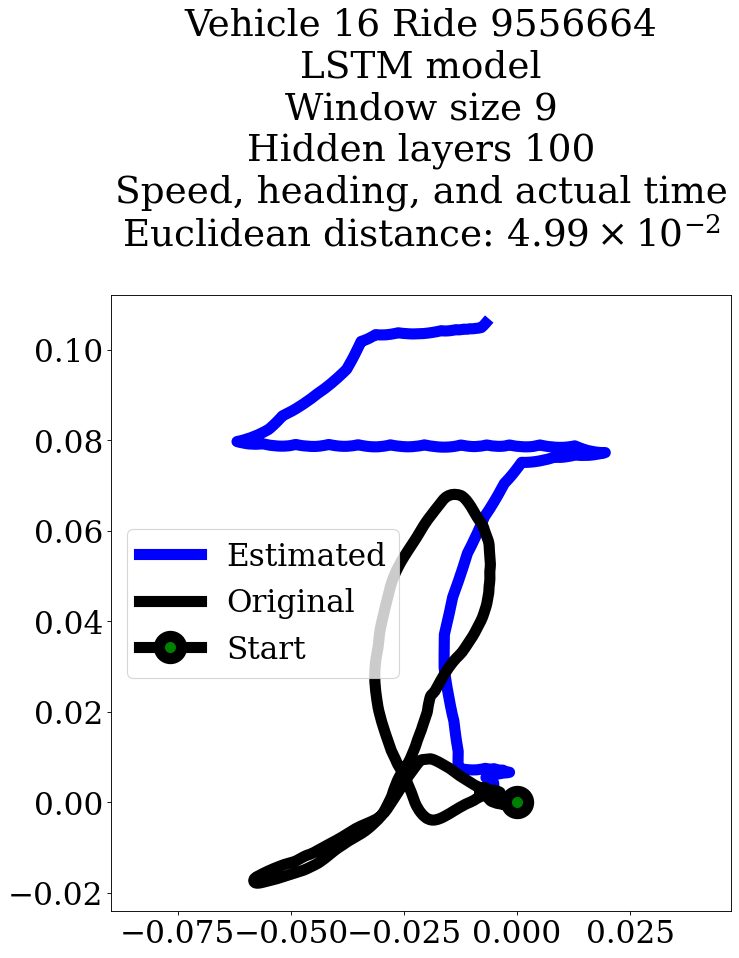 Vehicle 16 Ride 9556664
LSTM model
Window size 9
Hidden layers 100
Speed, heading, and actual time
Euclidean distance: 4.99 × 10⁻²
0.10
0.08
0.06
Estimated
Original
Start
0.04
0.02
0.00
−0.02
−0.075 −0.050 −0.025 0.000 0.025